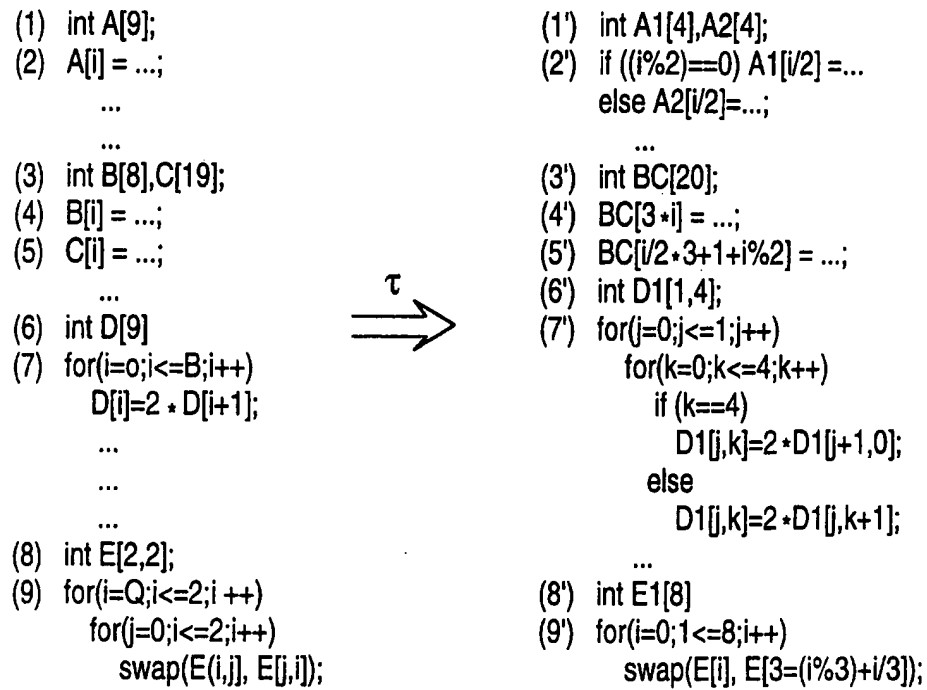 (1) int A[9];
(2) A[i] = ...;
...
...
(3) int B[8],C[19];
(4) B[i] = ...;
(5) C[i] = ...;
...
(6) int D[9]
(7) for(i=o;i<=B;i++)
D[i]=2 * D[i+1];
...
...
...
(8) int E[2,2];
(9) for(i=Q;i<=2;i ++)
for(j=0;i<=2;i++)
swap(E(i,j], E[j,i]);
τ
(1') int A1[4],A2[4];
(2') if ((i%2)==0) A1[i/2] =...
else A2[i/2]=...;
...
(3') int BC[20];
(4') BC[3*i] = ...;
(5') BC[i/2*3+1+i%2] = ...;
(6') int D1[1,4];
(7') for(j=0;j<=1;j++)
for(k=0;k<=4;k++)
if (k==4)
D1[j,k]=2*D1[j+1,0];
else
D1[j,k]=2*D1[j,k+1];
...
(8') int E1[8]
(9') for(i=0;1<=8;i++)
swap(E[i], E[3=(i%3)+i/3]);